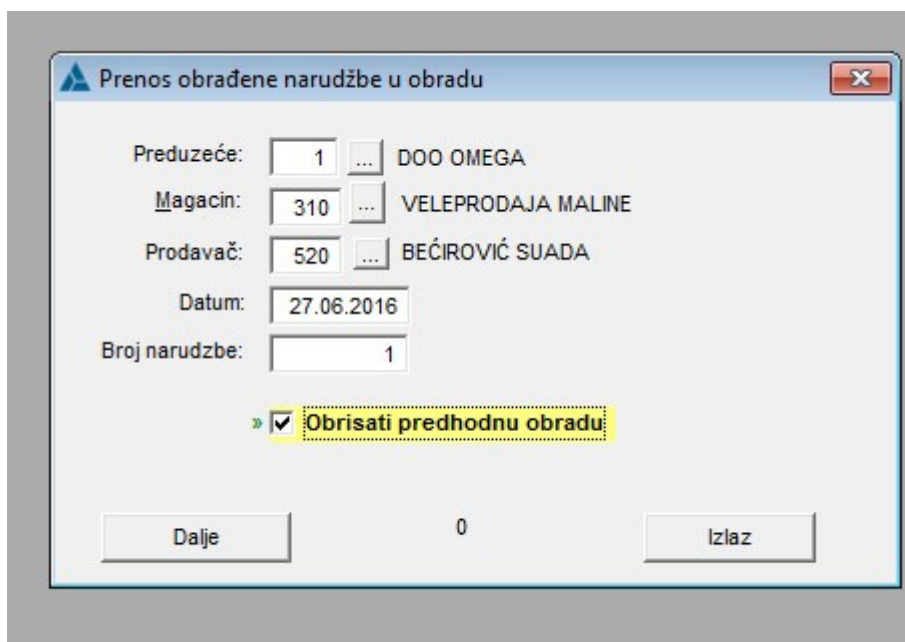 Prenos obrađene narudžbe u obradu
Preduzeće: 1 ... DOO OMEGA
Magacin: 310 ... VELEPRODAJA MALINE
Prodavač: 520 ... BEĆIROVIĆ SUADA
Datum: 27.06.2016
Broj narudzbe: 1
» Obrisati predhodnu obradu
Dalje 0 Izlaz